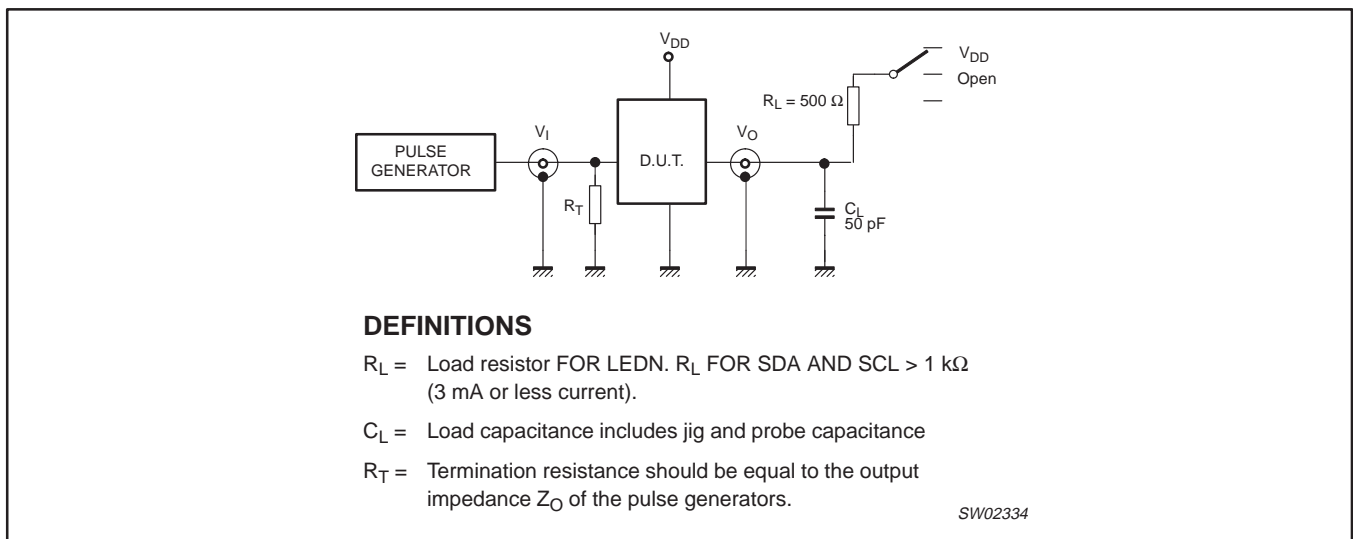 V_DD
V_DD
Open
R_L = 500 Ω
PULSE
GENERATOR
V_I
D.U.T.
V_O
R_T
C_L
50 pF
DEFINITIONS
R_L = Load resistor FOR LEDN. R_L FOR SDA AND SCL > 1 kΩ
(3 mA or less current).
C_L = Load capacitance includes jig and probe capacitance
R_T = Termination resistance should be equal to the output
impedance Z_O of the pulse generators.
SW02334